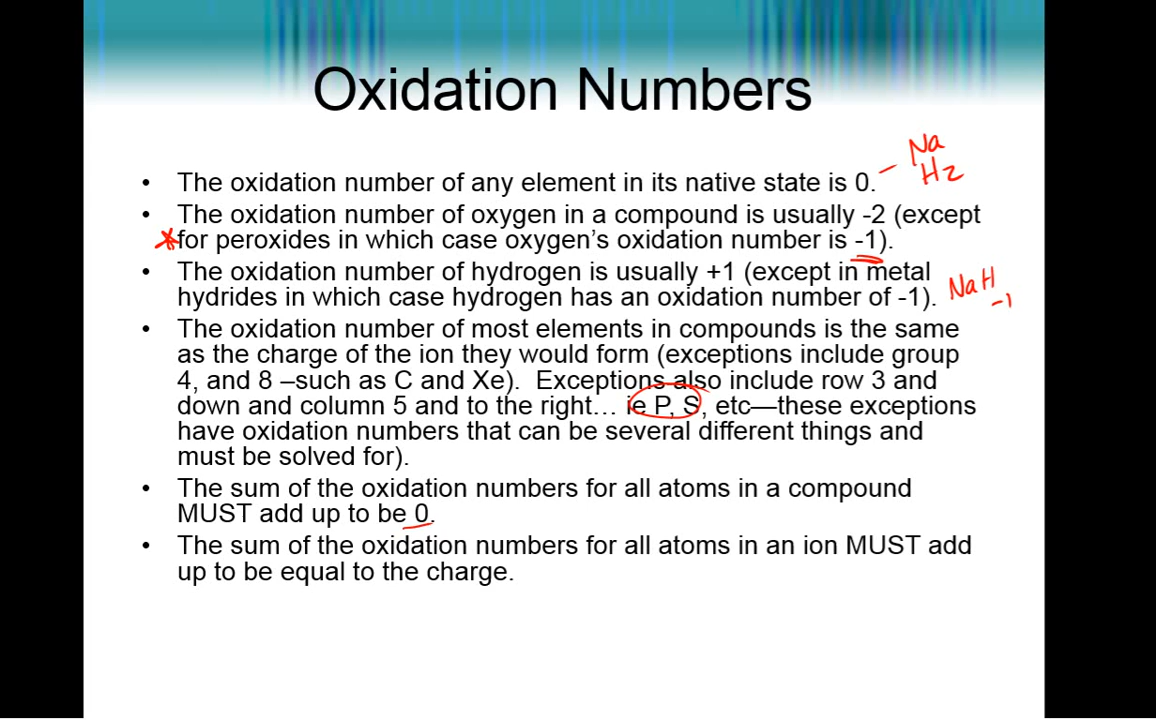 Oxidation Numbers
• The oxidation number of any element in its native state is 0. – Na
H2
• The oxidation number of oxygen in a compound is usually -2 (except
for peroxides in which case oxygen's oxidation number is -1).
• The oxidation number of hydrogen is usually +1 (except in metal
hydrides in which case hydrogen has an oxidation number of -1). NaH
-1
• The oxidation number of most elements in compounds is the same
as the charge of the ion they would form (exceptions include group
4, and 8 –such as C and Xe). Exceptions also include row 3 and
down and column 5 and to the right… ie P, S, etc—these exceptions
have oxidation numbers that can be several different things and
must be solved for).
• The sum of the oxidation numbers for all atoms in a compound
MUST add up to be 0.
• The sum of the oxidation numbers for all atoms in an ion MUST add
up to be equal to the charge.